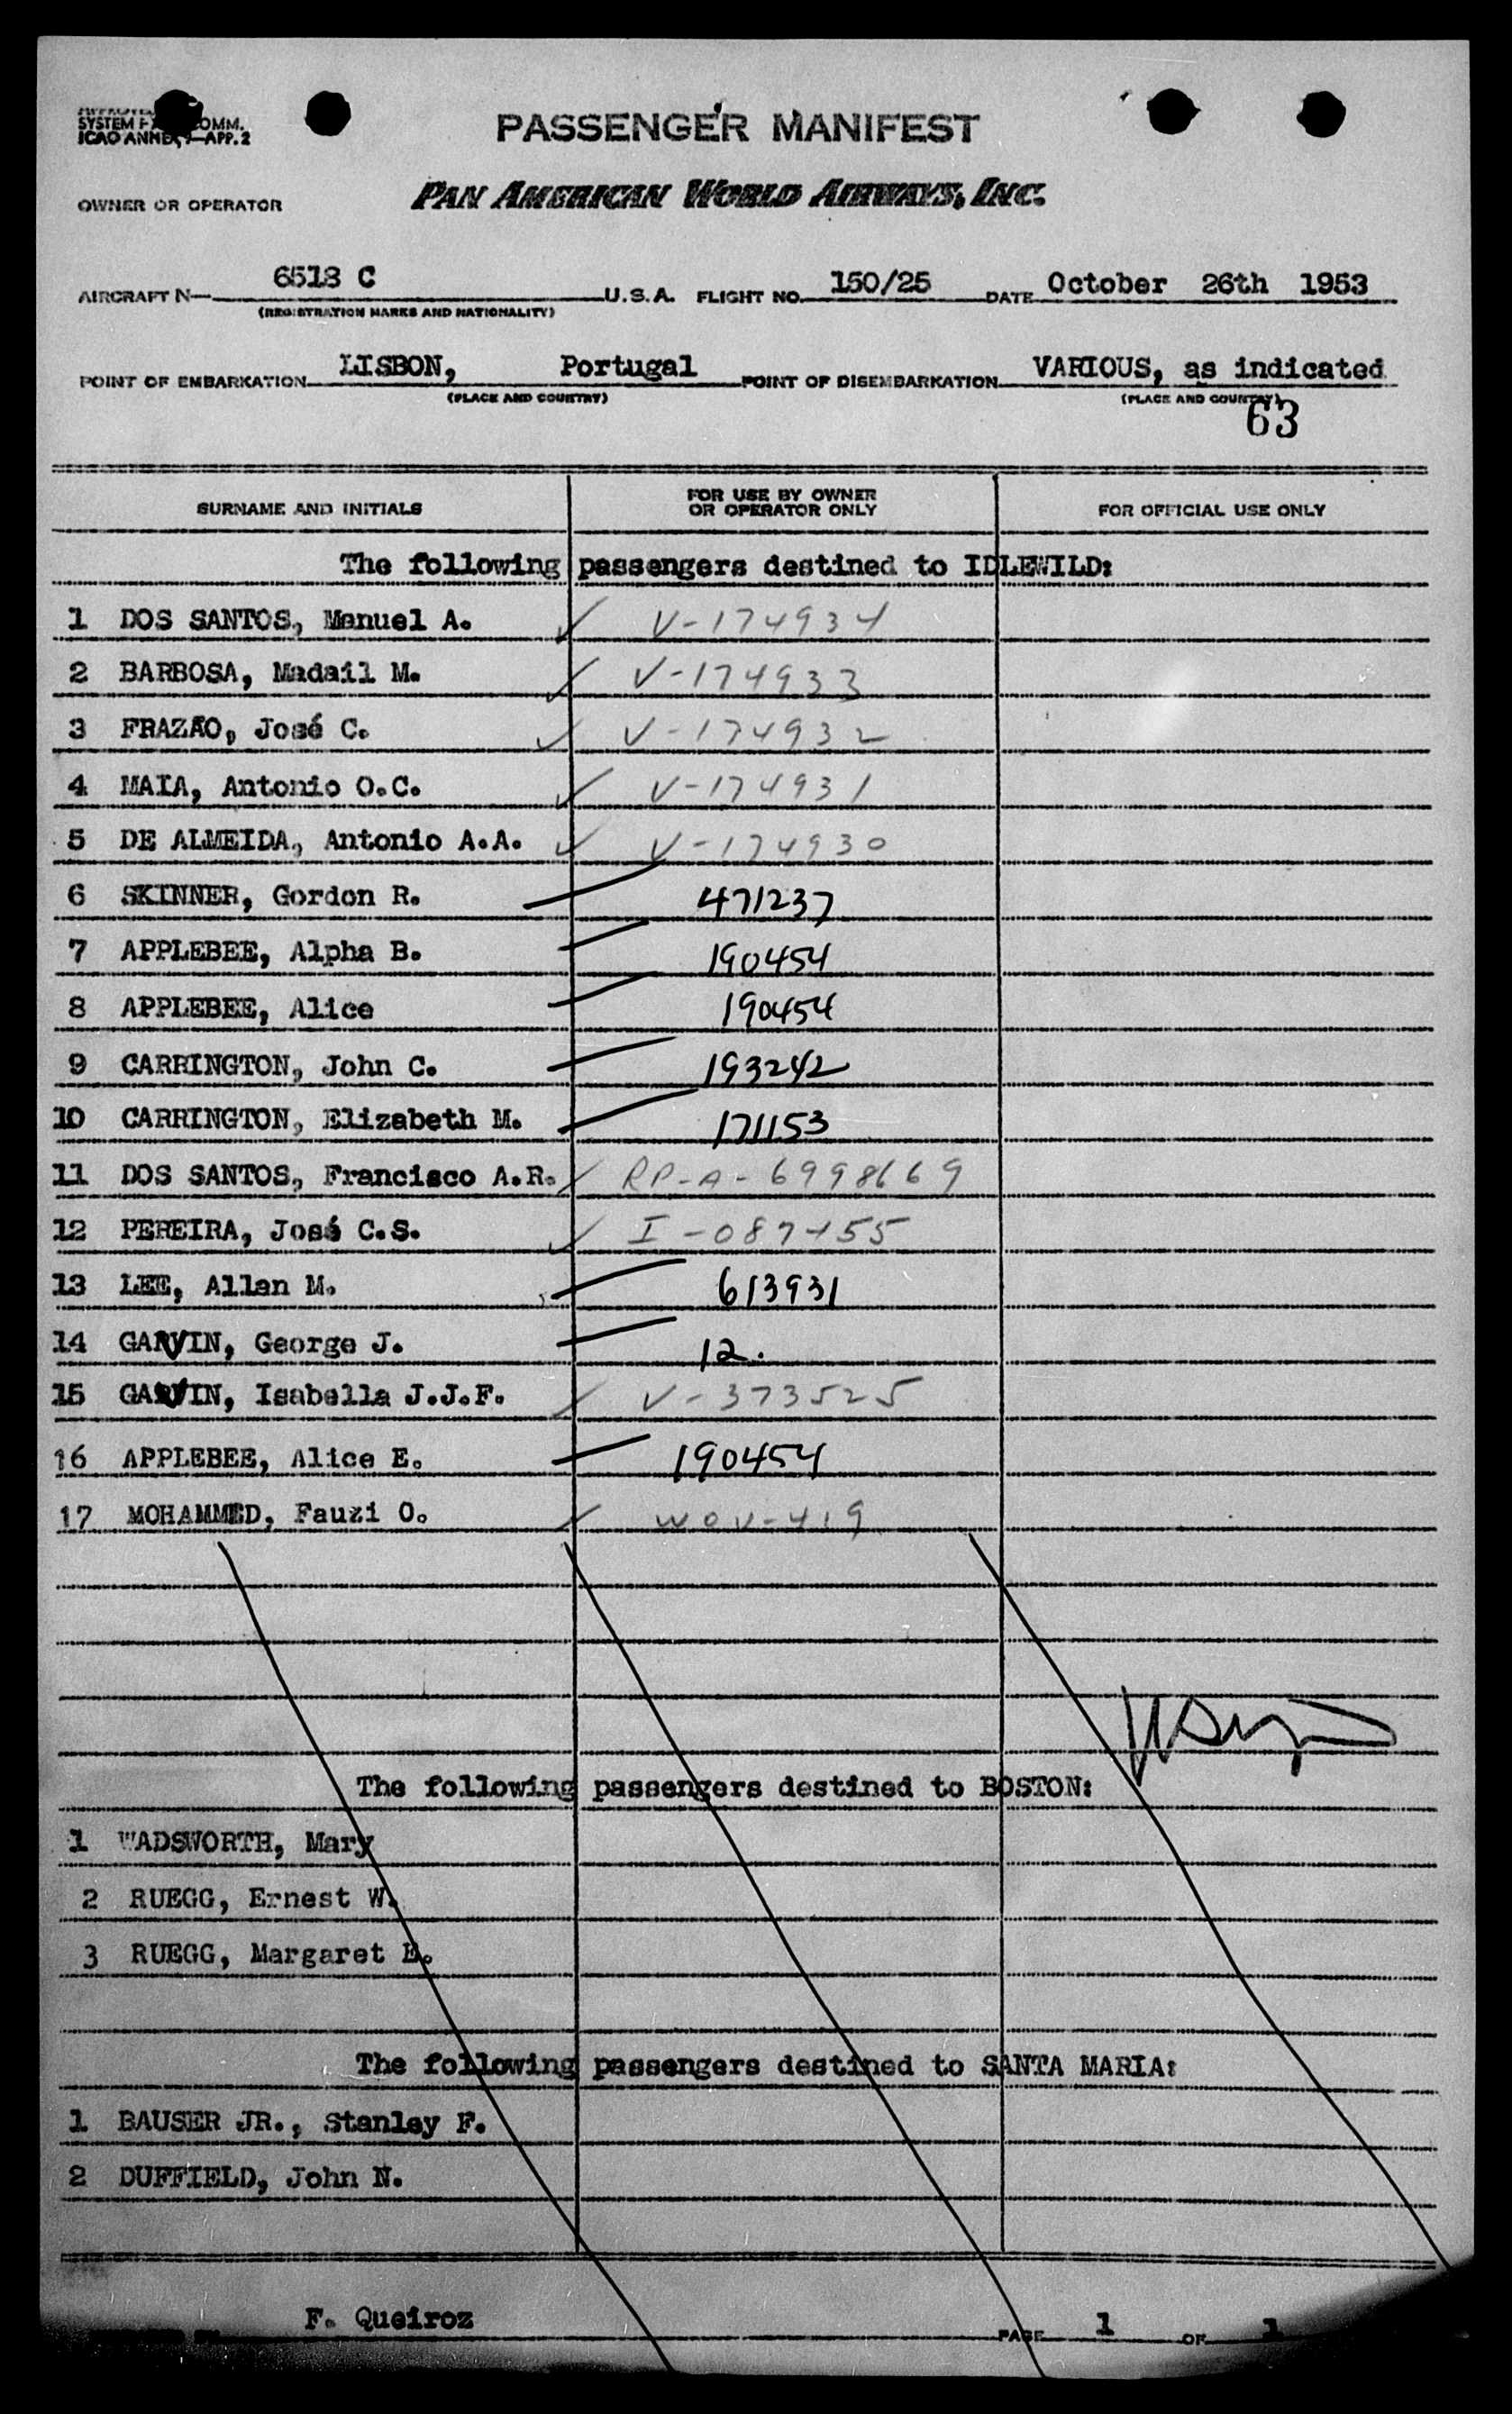 SYSTEM
COMM.
ICAO ANNEX 9—APP. 2
PASSENGER MANIFEST
OWNER OR OPERATOR PAN AMERICAN WORLD AIRWAYS, INC.
AIRCRAFT N— 6518 C U.S.A. FLIGHT NO. 150/25 DATE October 26th 1953
(REGISTRATION MARKS AND NATIONALITY)
POINT OF EMBARKATION LISBON, Portugal POINT OF DISEMBARKATION VARIOUS, as indicated
(PLACE AND COUNTRY) (PLACE AND COUNTRY)
63
SURNAME AND INITIALS FOR USE BY OWNER OR OPERATOR ONLY FOR OFFICIAL USE ONLY
The following passengers destined to IDLEWILD:
1 DOS SANTOS, Manuel A. ✓ V-174934
2 BARBOSA, Madail M. ✓ V-174933
3 FRAZÃO, José C. ✓ V-174932
4 MAIA, Antonio O.C. ✓ V-174931
5 DE ALMEIDA, Antonio A.A. ✓ V-174930
6 SKINNER, Gordon R. 471237
7 APPLEBEE, Alpha B. 190454
8 APPLEBEE, Alice 190454
9 CARRINGTON, John C. 193242
10 CARRINGTON, Elizabeth M. 171153
11 DOS SANTOS, Francisco A.R. ✓ RP-A-6998669
12 PEREIRA, José C.S. ✓ I-087455
13 LEE, Allan M. 613931
14 GARVIN, George J. 12.
15 GARVIN, Isabella J.J.F. ✓ V-373525
16 APPLEBEE, Alice E. 190454
17 MOHAMMED, Fauzi O. ✓ WOV-419
The following passengers destined to BOSTON:
1 WADSWORTH, Mary
2 RUEGG, Ernest W.
3 RUEGG, Margaret E.
The following passengers destined to SANTA MARIA:
1 BAUSER JR., Stanley F.
2 DUFFIELD, John N.
F. Queiroz PAGE 1 OF 1